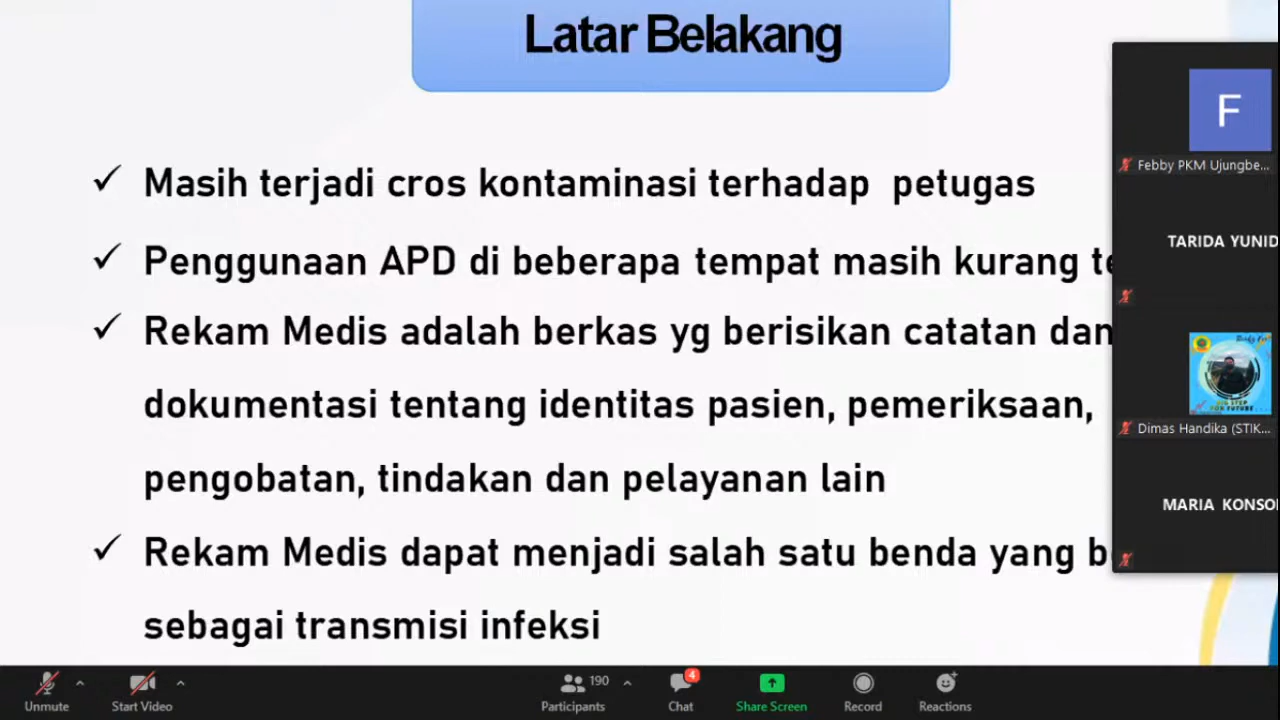 Latar Belakang
✓ Masih terjadi cros kontaminasi terhadap petugas
✓ Penggunaan APD di beberapa tempat masih kurang
✓ Rekam Medis adalah berkas yg berisikan catatan dan
dokumentasi tentang identitas pasien, pemeriksaan,
pengobatan, tindakan dan pelayanan lain
✓ Rekam Medis dapat menjadi salah satu benda yang
sebagai transmisi infeksi
F
Febby PKM Ujungbe...
TARIDA YUNID
FOR FUTURE
Dimas Handika (STIK...
MARIA KONSO
Unmute
Start Video
190
Participants
4
Chat
Share Screen
Record
Reactions